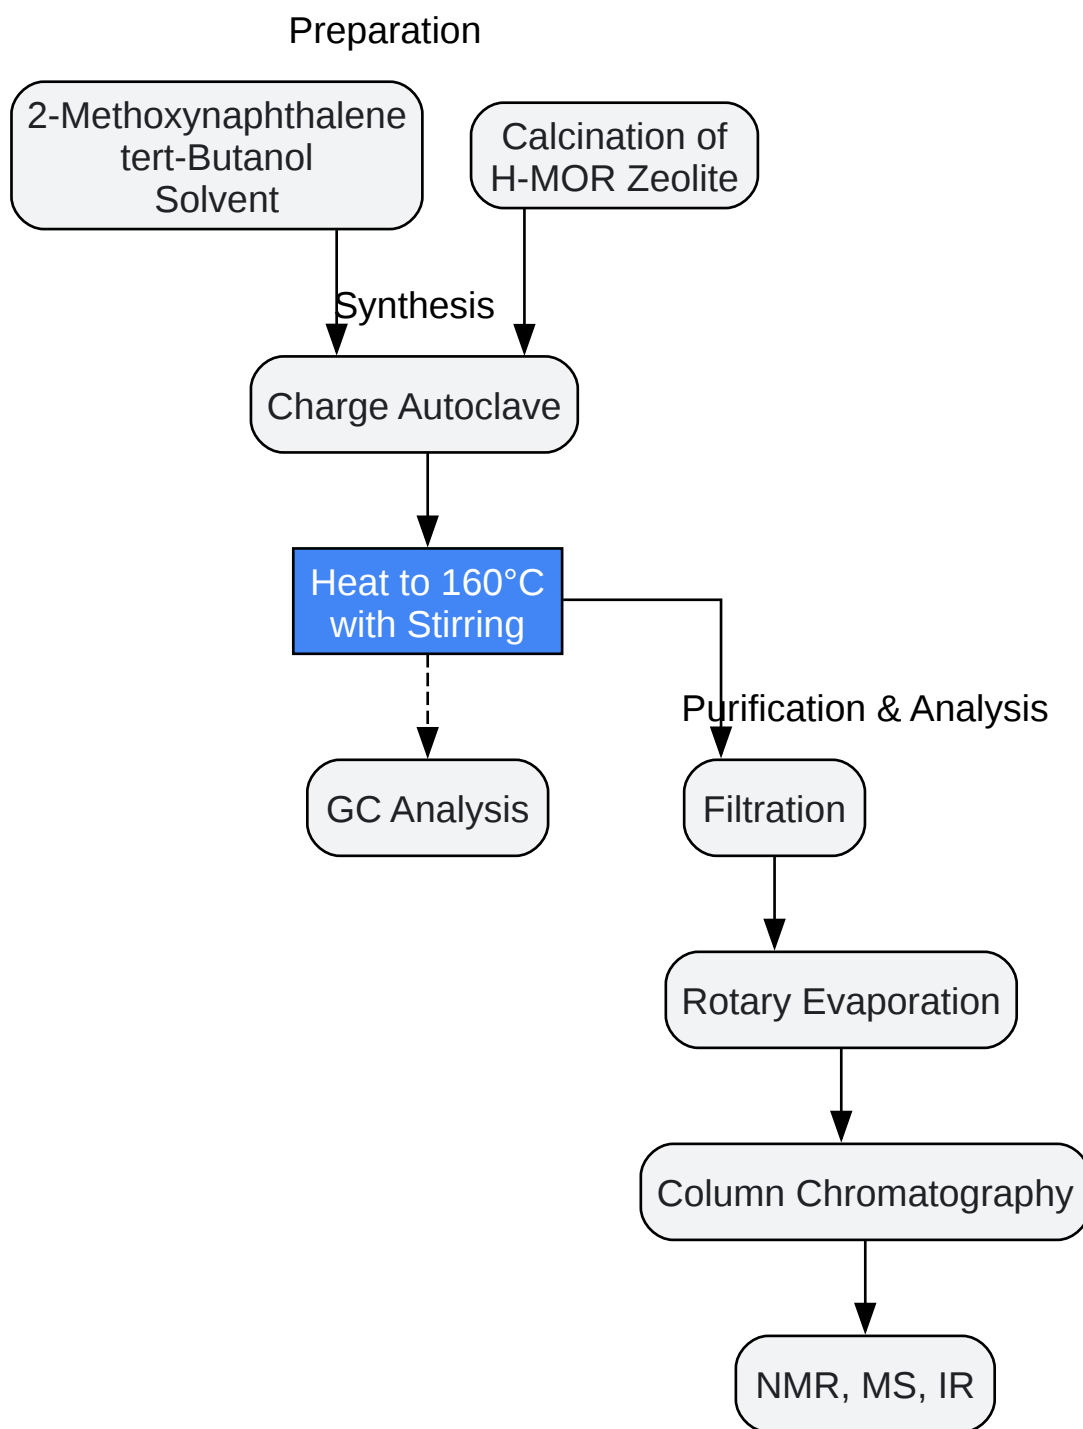 Preparation
2-Methoxynaphthalene
tert-Butanol
Solvent
Calcination of
H-MOR Zeolite
Synthesis
Charge Autoclave
Heat to 160°C
with Stirring
Purification & Analysis
GC Analysis
Filtration
Rotary Evaporation
Column Chromatography
NMR, MS, IR